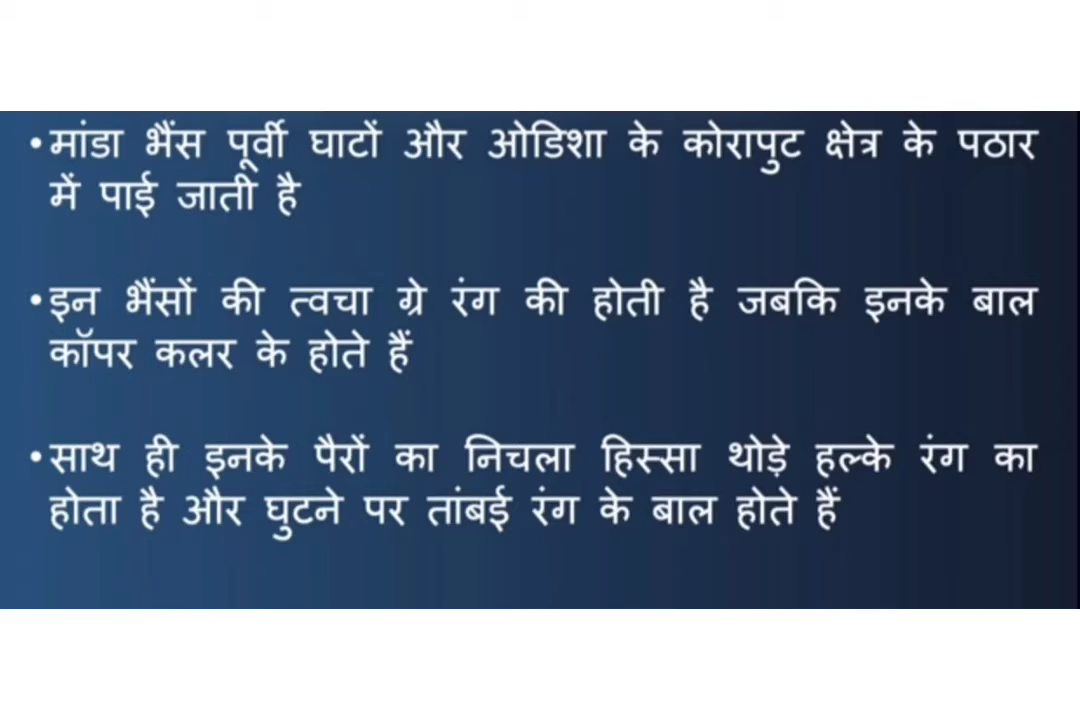 •मांडा भैंस पूर्वी घाटों और ओडिशा के कोरापुट क्षेत्र के पठार
में पाई जाती है
•इन भैंसों की त्वचा ग्रे रंग की होती है जबकि इनके बाल
कॉपर कलर के होते हैं
•साथ ही इनके पैरों का निचला हिस्सा थोड़े हल्के रंग का
होता है और घुटने पर तांबई रंग के बाल होते हैं